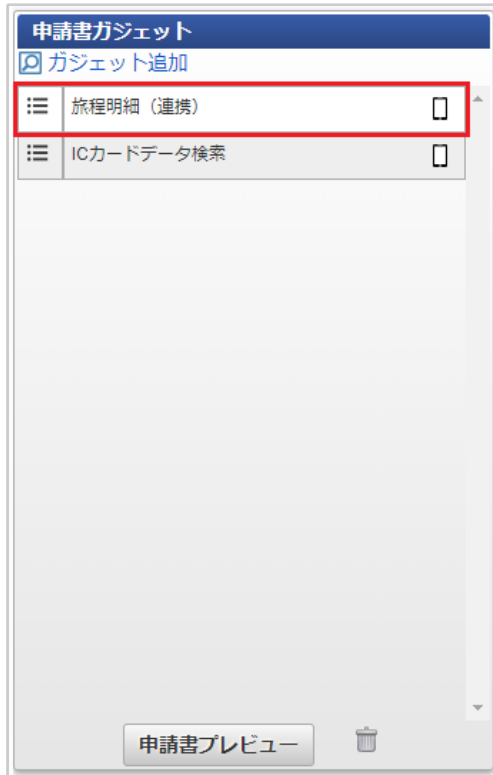 申請書ガジェット
ガジェット追加
旅程明細（連携）
ICカードデータ検索
申請書プレビュー